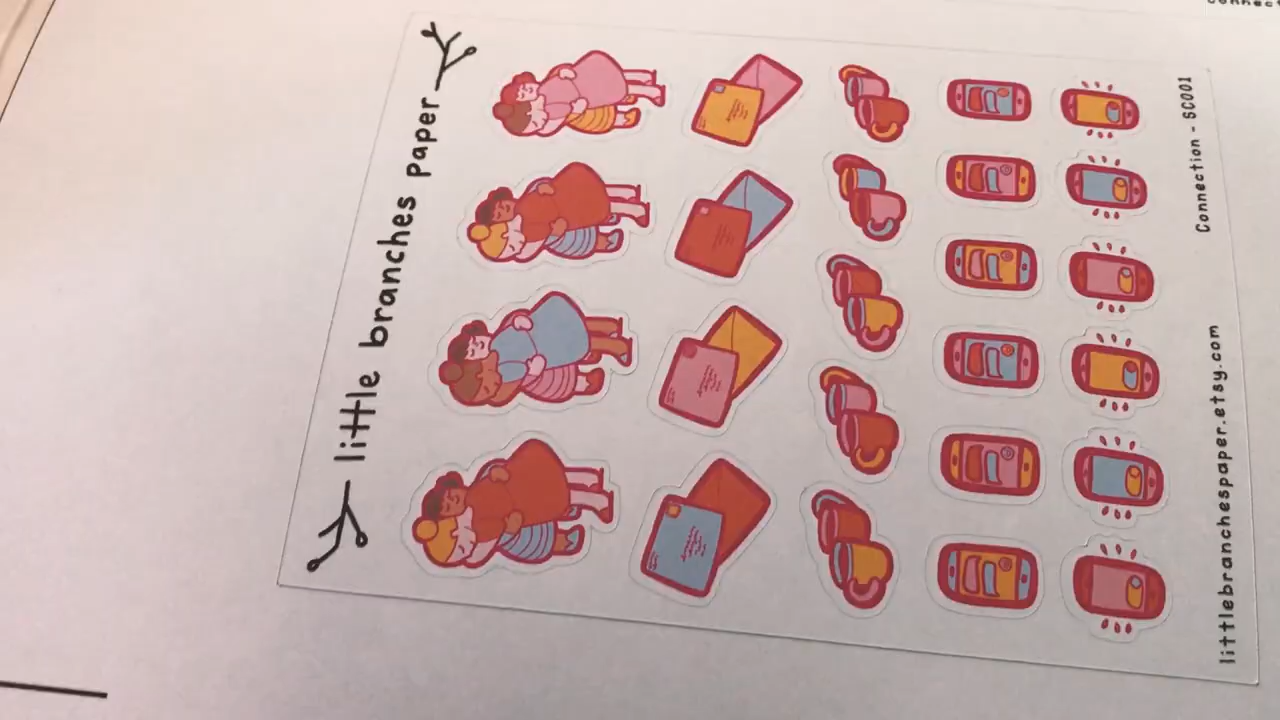 little branches paper
Connection - SC001
littlebranchespaper.etsy.com